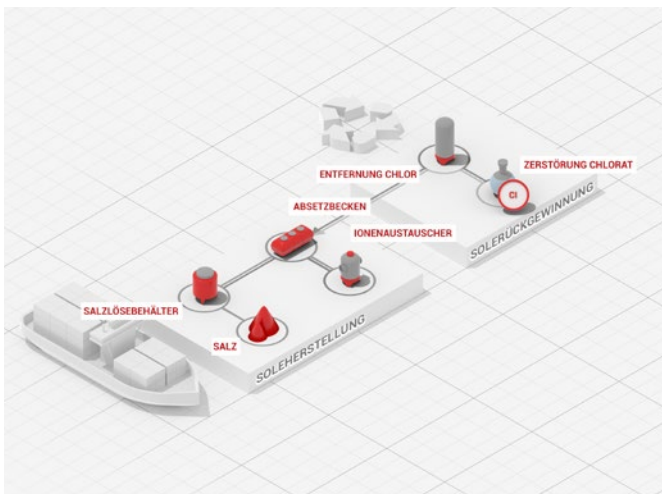 ENTFERNUNG CHLOR
ZERSTÖRUNG CHLORAT
Cl
ABSETZBECKEN
IONENAUSTAUSCHER
SOLERÜCKGEWINNUNG
SALZLÖSEBEHÄLTER
SALZ
SOLEHERSTELLUNG